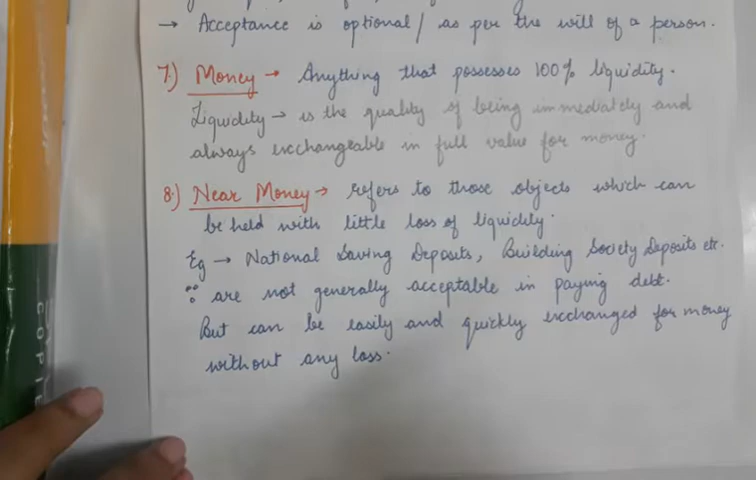 → Acceptance is optional / as per the will of a person.
7.) Money → Anything that possesses 100% liquidity.
Liquidity → is the quality of being immediately and
always exchangeable in full value for money.
8.) Near Money → refers to those objects which can
be held with little loss of liquidity.
Eg → National Saving Deposits, Building Society Deposits etc.
are not generally acceptable in paying debt.
But can be easily and quickly exchanged for money
without any loss.